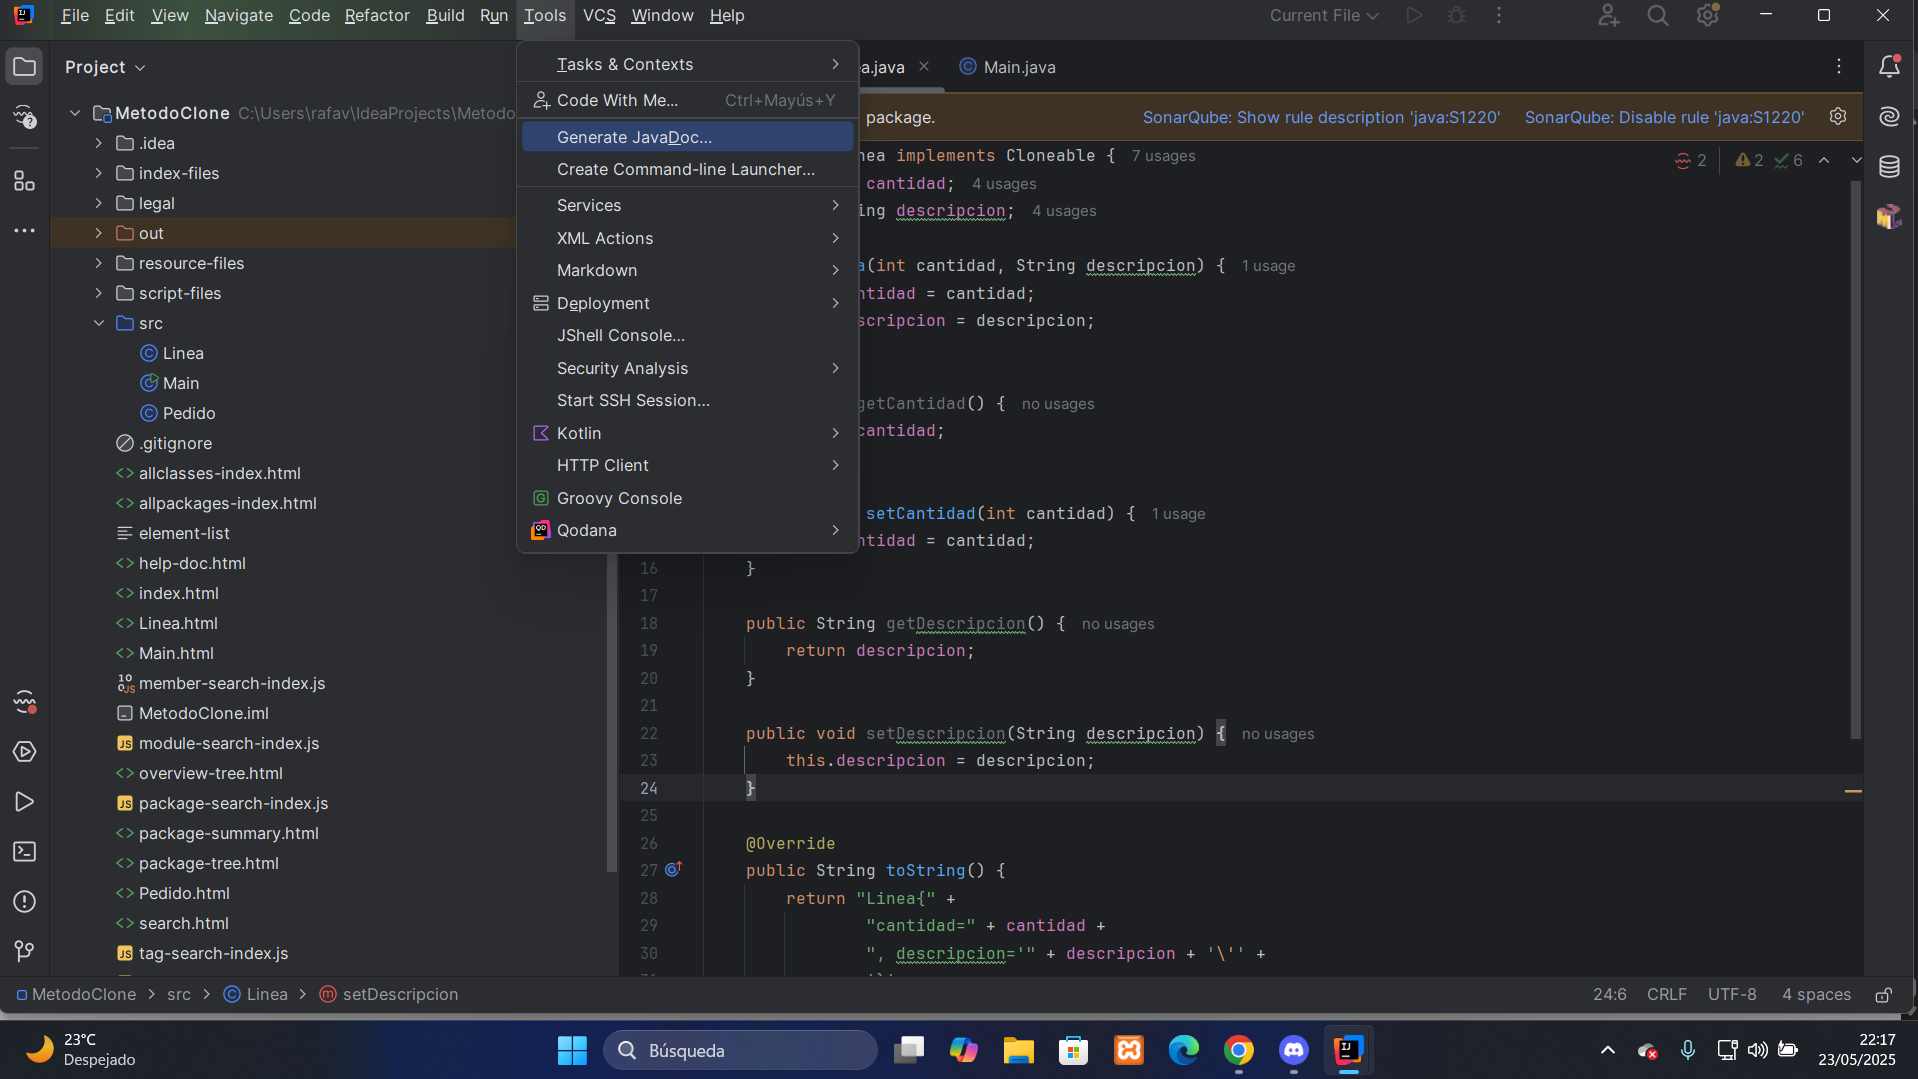 File Edit View Navigate Code Refactor Build Run Tools VCS Window Help Current File
Project
MetodoClone C:\Users\rafav\IdeaProjects\Metodo
.idea
index-files
legal
out
resource-files
script-files
src
Linea
Main
Pedido
.gitignore
allclasses-index.html
allpackages-index.html
element-list
help-doc.html
index.html
Linea.html
Main.html
member-search-index.js
MetodoClone.iml
module-search-index.js
overview-tree.html
package-search-index.js
package-summary.html
package-tree.html
Pedido.html
search.html
tag-search-index.js
Tasks & Contexts
Code With Me... Ctrl+Mayús+Y
Generate JavaDoc...
Create Command-line Launcher...
Services
XML Actions
Markdown
Deployment
JShell Console...
Security Analysis
Start SSH Session...
Kotlin
HTTP Client
Groovy Console
Qodana
ea.java Main.java
package. SonarQube: Show rule description 'java:S1220' SonarQube: Disable rule 'java:S1220'
2 2 6
nea implements Cloneable { 7 usages
cantidad; 4 usages
ing descripcion; 4 usages
a(int cantidad, String descripcion) { 1 usage
ntidad = cantidad;
scripcion = descripcion;
getCantidad() { no usages
cantidad;
setCantidad(int cantidad) { 1 usage
ntidad = cantidad;
16 }
17
18 public String getDescripcion() { no usages
19 return descripcion;
20 }
21
22 public void setDescripcion(String descripcion) { no usages
23 this.descripcion = descripcion;
24 }
25
26 @Override
27 public String toString() {
28 return "Linea{" +
29 "cantidad=" + cantidad +
30 ", descripcion='" + descripcion + '\'' +
MetodoClone > src > Linea > setDescripcion 24:6 CRLF UTF-8 4 spaces
23°C
Despejado
Búsqueda
22:17
23/05/2025